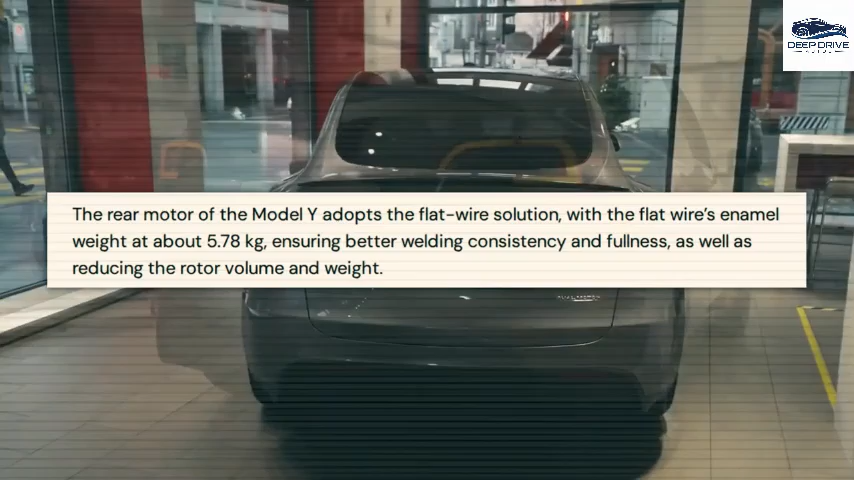 DEEP DRIVE
The rear motor of the Model Y adopts the flat-wire solution, with the flat wire's enamel
weight at about 5.78 kg, ensuring better welding consistency and fullness, as well as
reducing the rotor volume and weight.